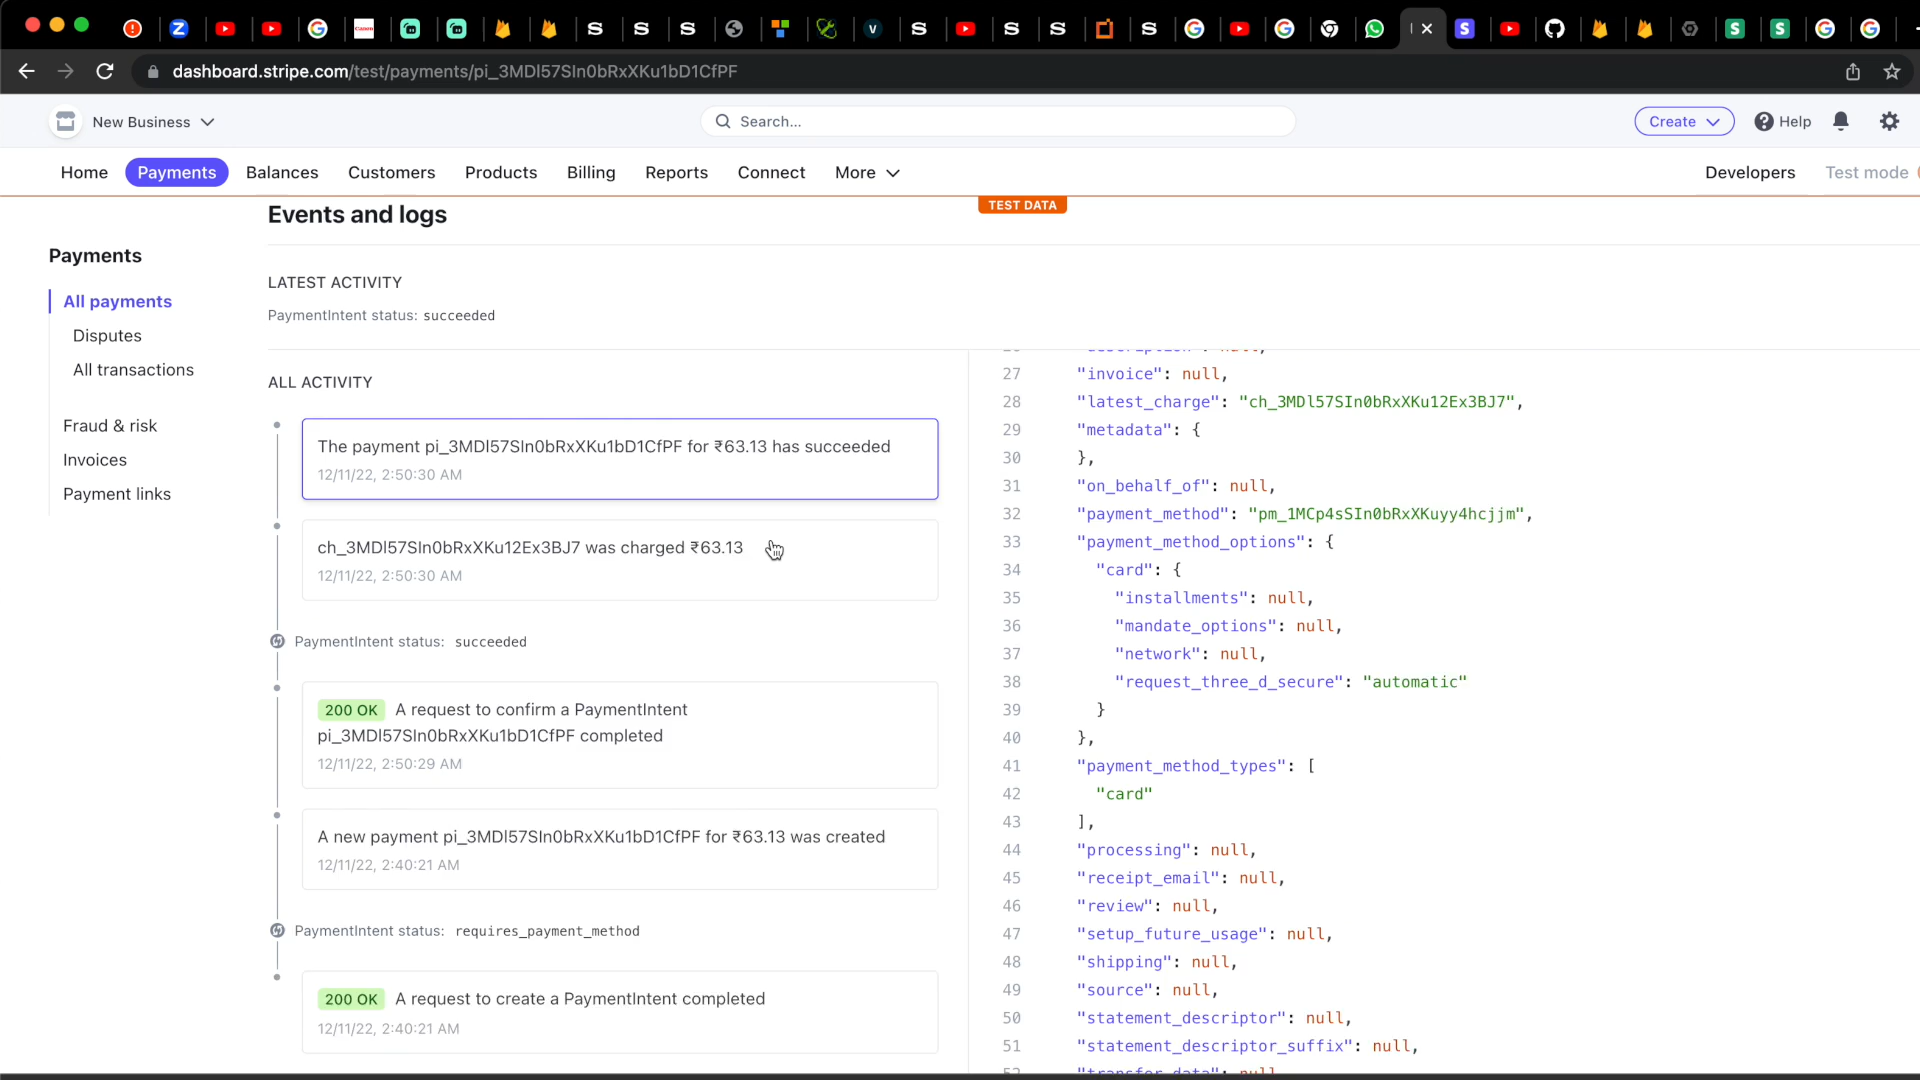 dashboard.stripe.com/test/payments/pi_3MDl57SIn0bRxXKu1bD1CfPF
New Business
Search...
Create
Help
Home
Payments
Balances
Customers
Products
Billing
Reports
Connect
More
Developers
Test mode
TEST DATA
Events and logs
Payments
All payments
Disputes
All transactions
Fraud & risk
Invoices
Payment links
LATEST ACTIVITY
PaymentIntent status: succeeded
ALL ACTIVITY
The payment pi_3MDl57SIn0bRxXKu1bD1CfPF for ₹63.13 has succeeded
12/11/22, 2:50:30 AM
ch_3MDl57SIn0bRxXKu12Ex3BJ7 was charged ₹63.13
12/11/22, 2:50:30 AM
PaymentIntent status: succeeded
200 OK A request to confirm a PaymentIntent
pi_3MDl57SIn0bRxXKu1bD1CfPF completed
12/11/22, 2:50:29 AM
A new payment pi_3MDl57SIn0bRxXKu1bD1CfPF for ₹63.13 was created
12/11/22, 2:40:21 AM
PaymentIntent status: requires_payment_method
200 OK A request to create a PaymentIntent completed
12/11/22, 2:40:21 AM
27 "invoice": null,
28 "latest_charge": "ch_3MDl57SIn0bRxXKu12Ex3BJ7",
29 "metadata": {
30 },
31 "on_behalf_of": null,
32 "payment_method": "pm_1MCp4sSIn0bRxXKuyy4hcjjm",
33 "payment_method_options": {
34 "card": {
35 "installments": null,
36 "mandate_options": null,
37 "network": null,
38 "request_three_d_secure": "automatic"
39 }
40 },
41 "payment_method_types": [
42 "card"
43 ],
44 "processing": null,
45 "receipt_email": null,
46 "review": null,
47 "setup_future_usage": null,
48 "shipping": null,
49 "source": null,
50 "statement_descriptor": null,
51 "statement_descriptor_suffix": null,